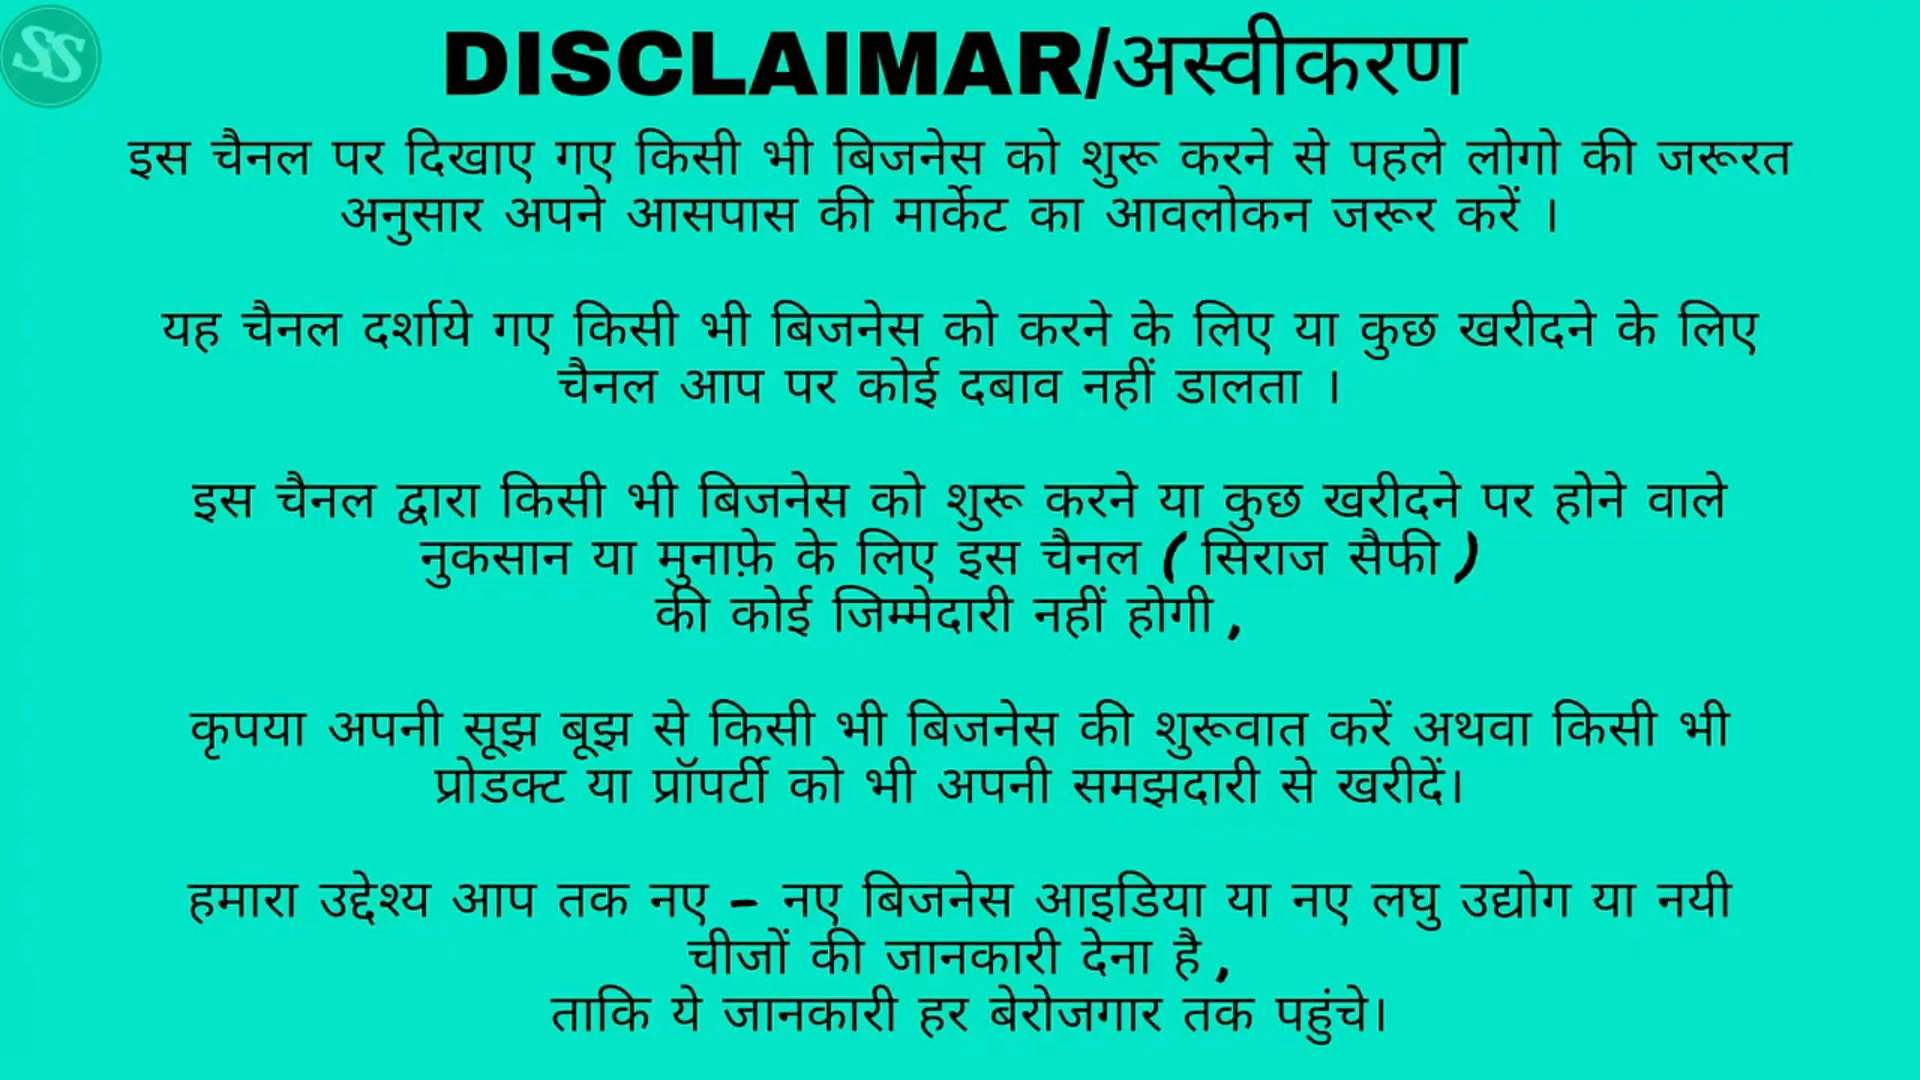 SS
DISCLAIMAR/अस्वीकरण
इस चैनल पर दिखाए गए किसी भी बिजनेस को शुरू करने से पहले लोगो की जरूरत
अनुसार अपने आसपास की मार्केट का आवलोकन जरूर करें ।
यह चैनल दर्शाये गए किसी भी बिजनेस को करने के लिए या कुछ खरीदने के लिए
चैनल आप पर कोई दबाव नहीं डालता ।
इस चैनल द्वारा किसी भी बिजनेस को शुरू करने या कुछ खरीदने पर होने वाले
नुकसान या मुनाफ़े के लिए इस चैनल ( सिराज सैफी )
की कोई जिम्मेदारी नहीं होगी ,
कृपया अपनी सूझ बूझ से किसी भी बिजनेस की शुरूवात करें अथवा किसी भी
प्रोडक्ट या प्रॉपर्टी को भी अपनी समझदारी से खरीदें।
हमारा उद्देश्य आप तक नए – नए बिजनेस आइडिया या नए लघु उद्योग या नयी
चीजों की जानकारी देना है ,
ताकि ये जानकारी हर बेरोजगार तक पहुंचे।